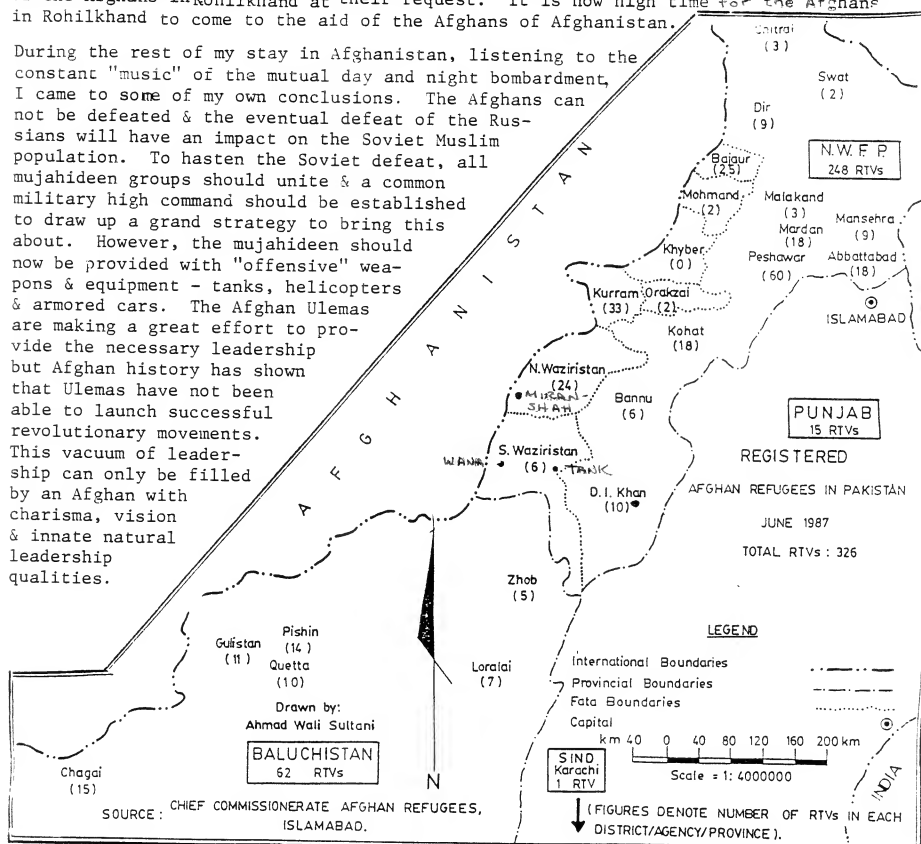 in Rohilkhand to come to the aid of the Afghans of Afghanistan.
During the rest of my stay in Afghanistan, listening to the
constant "music" of the mutual day and night bombardment,
I came to some of my own conclusions. The Afghans can
not be defeated & the eventual defeat of the Rus-
sians will have an impact on the Soviet Muslim
population. To hasten the Soviet defeat, all
mujahideen groups should unite & a common
military high command should be established
to draw up a grand strategy to bring this
about. However, the mujahideen should
now be provided with "offensive" wea-
pons & equipment - tanks, helicopters
& armored cars. The Afghan Ulemas
are making a great effort to pro-
vide the necessary leadership
but Afghan history has shown
that Ulemas have not been
able to launch successful
revolutionary movements.
This vacuum of leader-
ship can only be filled
by an Afghan with
charisma, vision
& innate natural
leadership
qualities.
AFGHANISTAN
Chitral
(3)
Swat
(2)
Dir
(9)
N.W.F.P.
248 RTVs
Bajaur
(25)
Mohmand
(2)
Malakand
(3)
Mansehra
(9)
Mardan
(18)
Khyber
(0)
Peshawar
(60)
Abbattabad
(18)
ISLAMABAD
Kurram
(33)
Orakzai
(2)
Kohat
(18)
N.Waziristan
(24)
MIRAN-
SHAH
Bannu
(6)
PUNJAB
15 RTVs
S. Waziristan
(6)
WANA
TANK
D.I. Khan
(10)
REGISTERED
AFGHAN REFUGEES IN PAKISTAN
JUNE 1987
TOTAL RTVs : 326
Zhob
(5)
Gulistan
(11)
Pishin
(14)
Quetta
(10)
Loralai
(7)
Drawn by:
Ahmad Wali Sultani
BALUCHISTAN
62 RTVs
Chagai
(15)
N
LEGEND
International Boundaries
Provincial Boundaries
Fata Boundaries
Capital
km 40 0 40 80 120 160 200 km
Scale = 1: 4000000
SIND
Karachi
1 RTV
INDIA
(FIGURES DENOTE NUMBER OF RTVs IN EACH
DISTRICT/AGENCY/PROVINCE).
SOURCE: CHIEF COMMISSIONERATE AFGHAN REFUGEES,
ISLAMABAD.